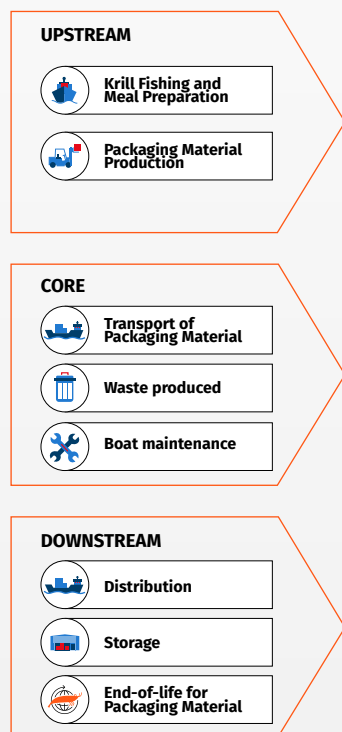 UPSTREAM
Krill Fishing and
Meal Preparation
Packaging Material
Production
CORE
Transport of
Packaging Material
Waste produced
Boat maintenance
DOWNSTREAM
Distribution
Storage
End-of-life for
Packaging Material